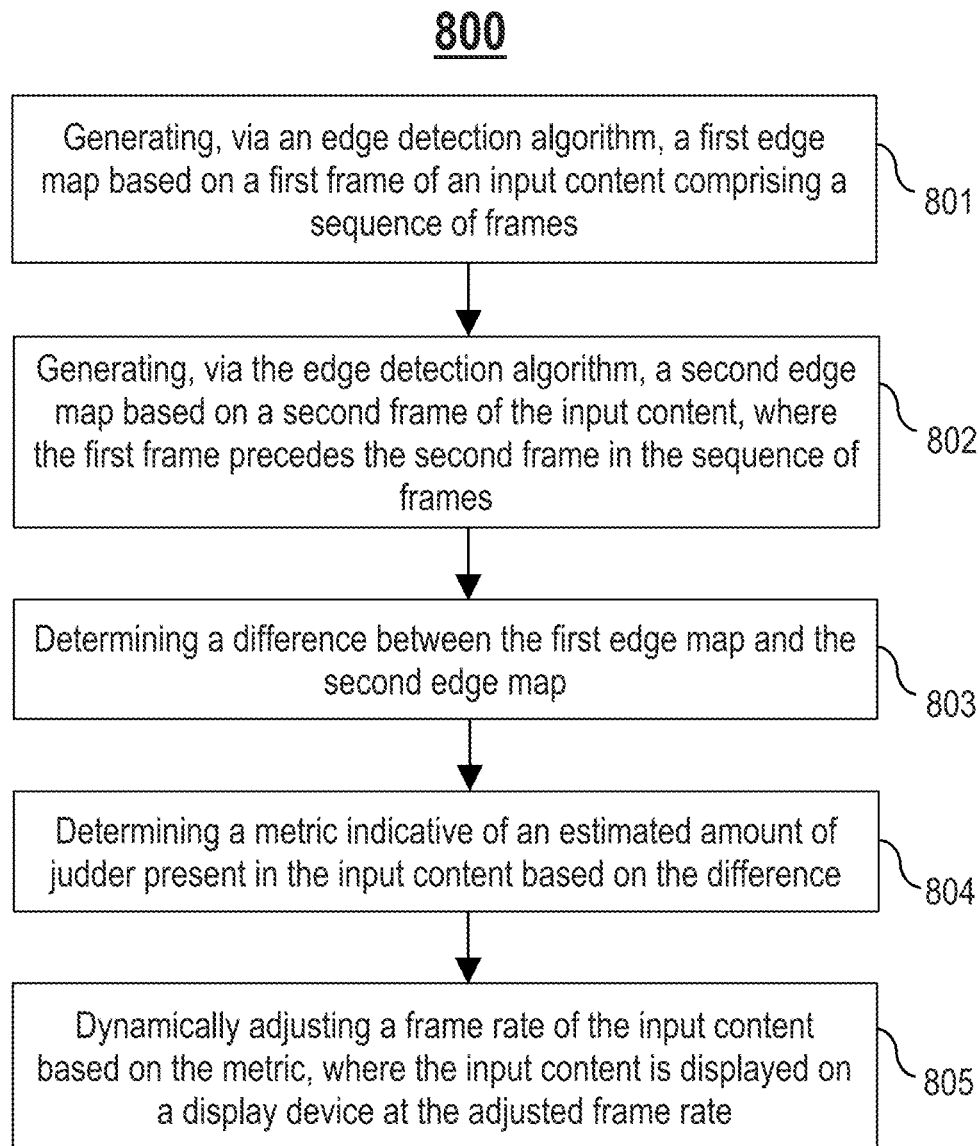 800
Generating, via an edge detection algorithm, a first edge
map based on a first frame of an input content comprising a
sequence of frames
801
Generating, via the edge detection algorithm, a second edge
map based on a second frame of the input content, where
the first frame precedes the second frame in the sequence of
frames
802
Determining a difference between the first edge map and the
second edge map
803
Determining a metric indicative of an estimated amount of
judder present in the input content based on the difference
804
Dynamically adjusting a frame rate of the input content
based on the metric, where the input content is displayed on
a display device at the adjusted frame rate
805